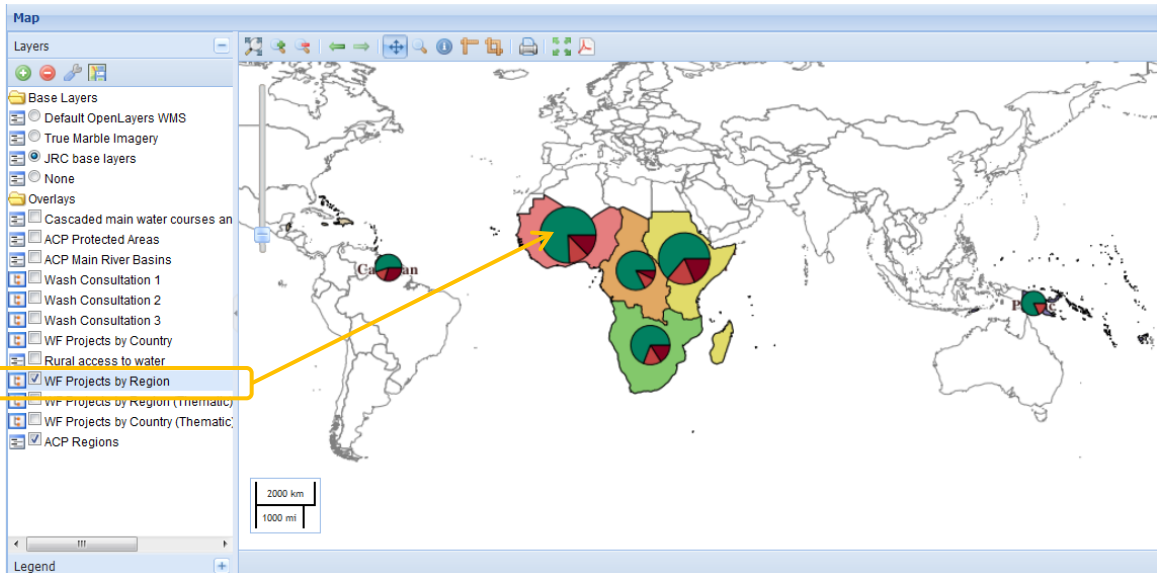 Map
Layers
Base Layers
Default OpenLayers WMS
True Marble Imagery
JRC base layers
None
Overlays
Cascaded main water courses an
ACP Protected Areas
ACP Main River Basins
Wash Consultation 1
Wash Consultation 2
Wash Consultation 3
WF Projects by Country
Rural access to water
WF Projects by Region
WF Projects by Region (Thematic)
WF Projects by Country (Thematic)
ACP Regions
Legend
2000 km
1000 mi